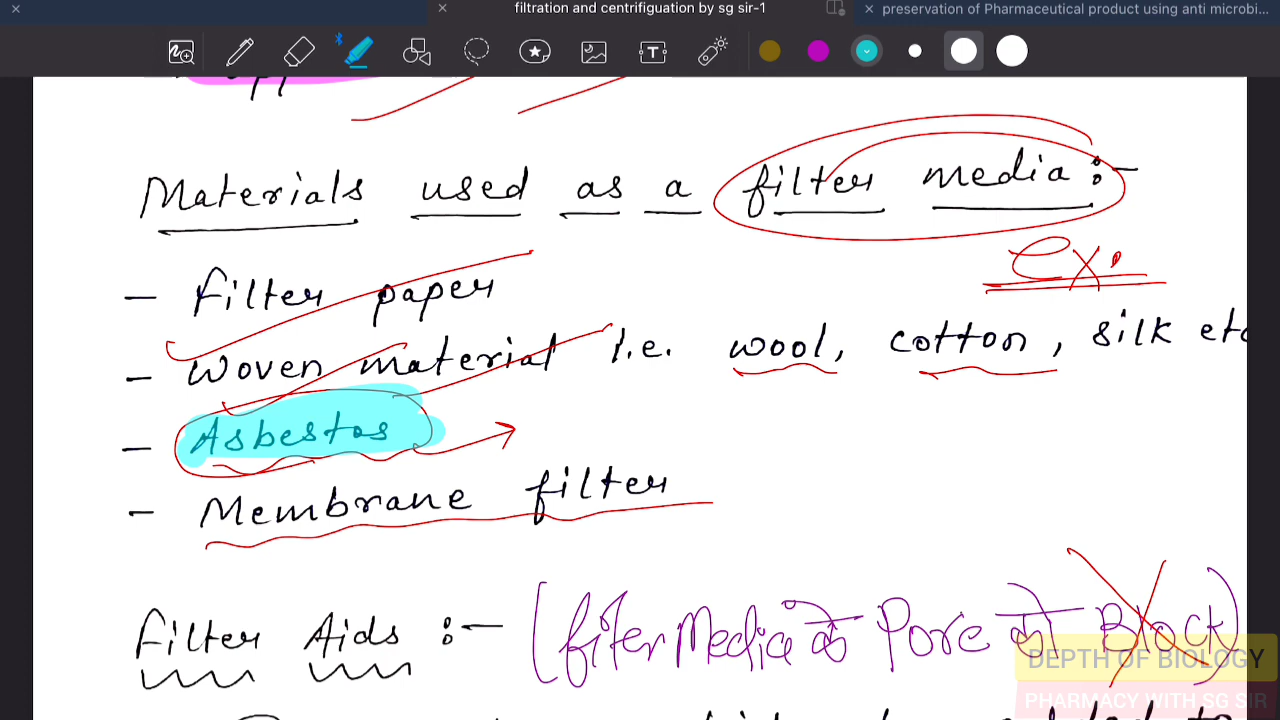 filtration and centrifiguation by sg sir-1
preservation of Pharmaceutical product using anti microbi...
Materials used as a filter media:-
Ex.
- filter paper
- Woven material i.e. wool, cotton, silk etc
- Asbestos
- Membrane filter
Filter Aids :- (filter Media के Pore को Block)
DEPTH OF BIOLOGY
PHARMACY WITH SG SIR